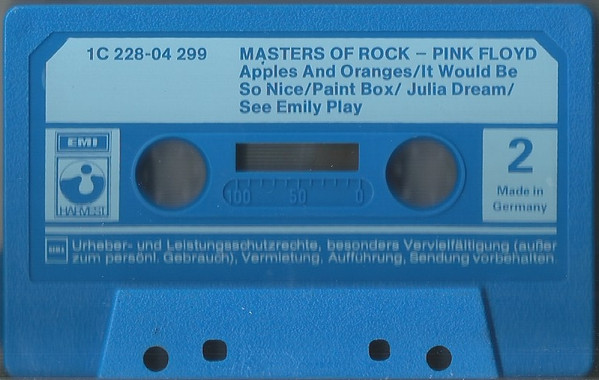 1C 228-04 299
MASTERS OF ROCK – PINK FLOYD
Apples And Oranges/It Would Be
So Nice/Paint Box/ Julia Dream/
See Emily Play
EMI
HARVEST
2
Made in
Germany
100 50 0
Urheber- und Leistungsschutzrechte, besonders Vervielfältigung (außer
zum persönl. Gebrauch), Vermietung, Aufführung, Sendung vorbehalten